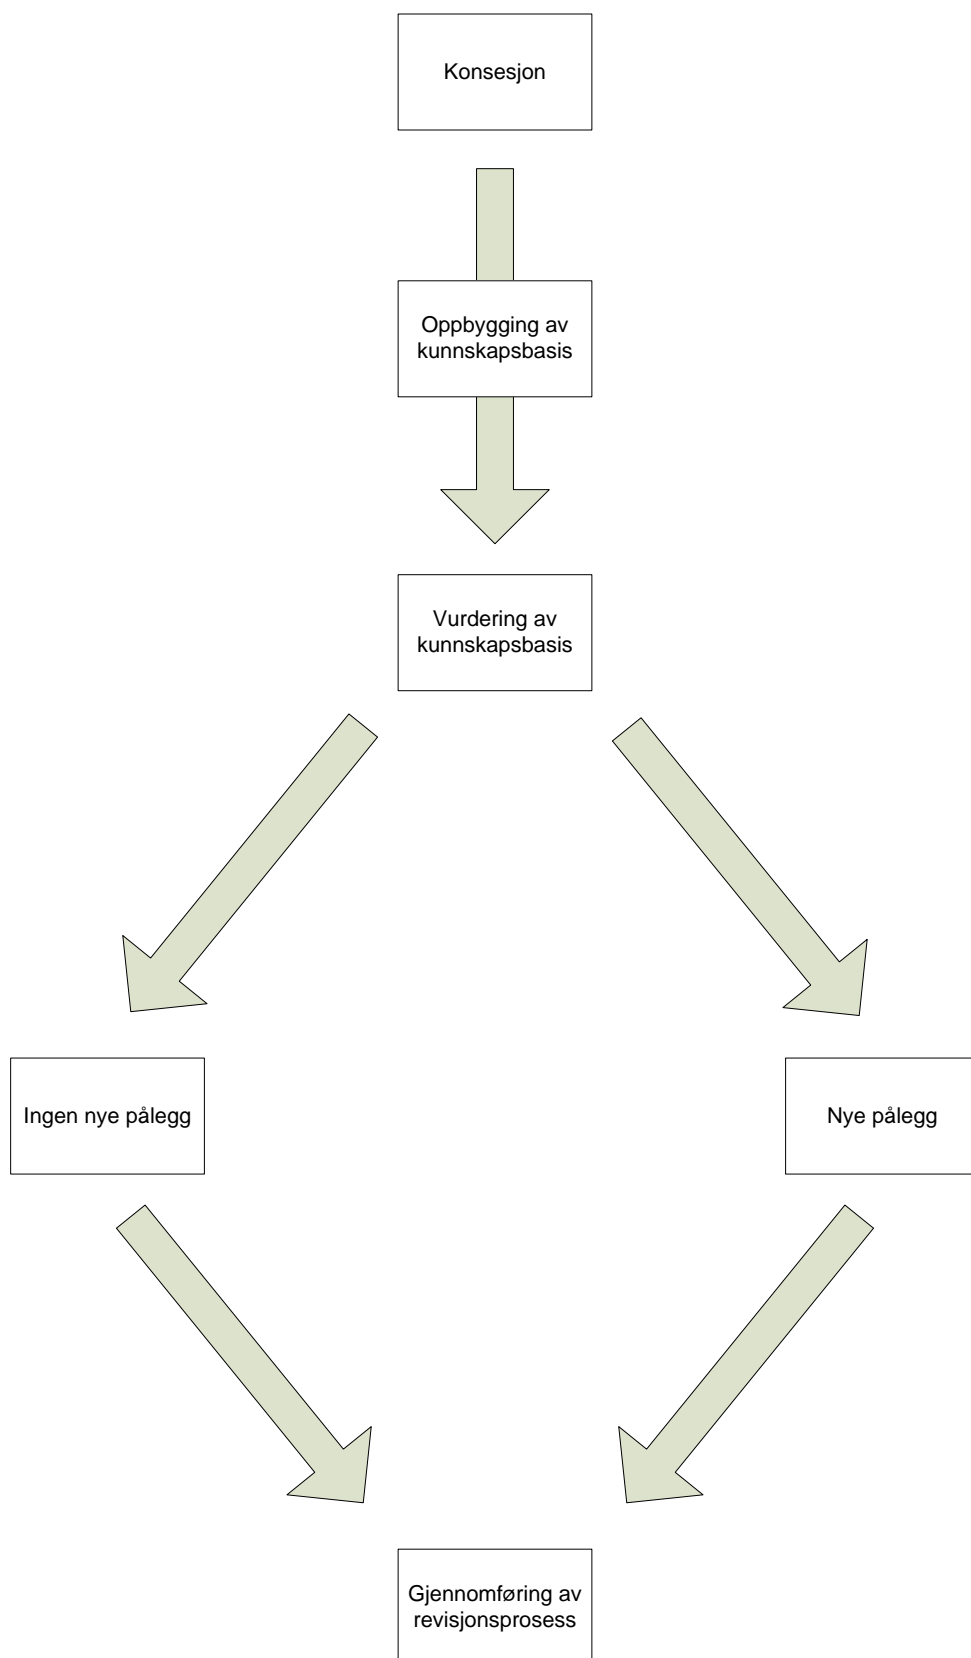 Konsesjon
Oppbygging av
kunnskapsbasis
Vurdering av
kunnskapsbasis
Ingen nye pålegg
Nye pålegg
Gjennomføring av
revisjonsprosess